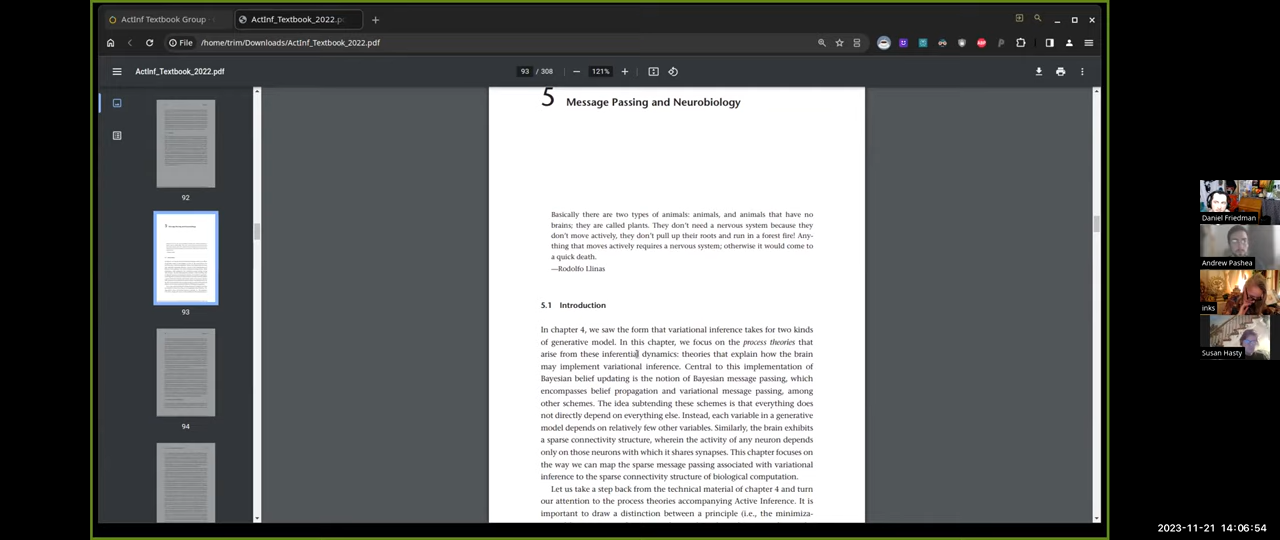 ActInf Textbook Group
ActInf_Textbook_2022.pd
File
/home/trim/Downloads/ActInf_Textbook_2022.pdf
ActInf_Textbook_2022.pdf
93 / 308
121%
92
93
94
5 Message Passing and Neurobiology
Basically there are two types of animals: animals, and animals that have no
brains; they are called plants. They don't need a nervous system because they
don't move actively, they don't pull up their roots and run in a forest fire! Any-
thing that moves actively requires a nervous system; otherwise it would come to
a quick death.
—Rodolfo Llinas
5.1 Introduction
In chapter 4, we saw the form that variational inference takes for two kinds
of generative model. In this chapter, we focus on the process theories that
arise from these inferential dynamics: theories that explain how the brain
may implement variational inference. Central to this implementation of
Bayesian belief updating is the notion of Bayesian message passing, which
encompasses belief propagation and variational message passing, among
other schemes. The idea subtending these schemes is that everything does
not directly depend on everything else. Instead, each variable in a generative
model depends on relatively few other variables. Similarly, the brain exhibits
a sparse connectivity structure, wherein the activity of any neuron depends
only on those neurons with which it shares synapses. This chapter focuses on
the way we can map the sparse message passing associated with variational
inference to the sparse connectivity structure of biological computation.
Let us take a step back from the technical material of chapter 4 and turn
our attention to the process theories accompanying Active Inference. It is
important to draw a distinction between a principle (i.e., the minimiza-
Daniel Friedman
Andrew Pashea
inks
Susan Hasty
2023-11-21 14:06:54